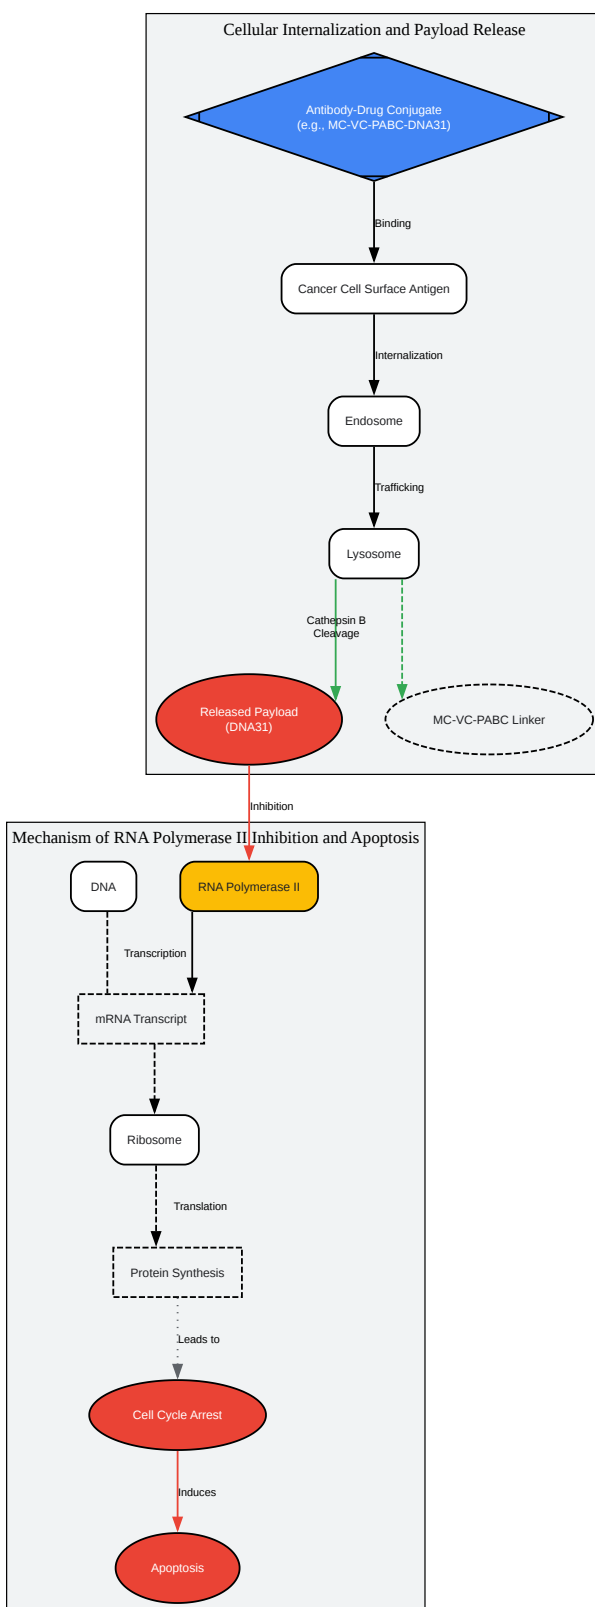 Cellular Internalization and Payload Release
Antibody-Drug Conjugate
(e.g., MC-VC-PABC-DNA31)
Binding
Cancer Cell Surface Antigen
Internalization
Endosome
Trafficking
Lysosome
Cathepsin B
Cleavage
Released Payload
(DNA31)
MC-VC-PABC Linker
Inhibition
Mechanism of RNA Polymerase II Inhibition and Apoptosis
DNA
RNA Polymerase II
Transcription
mRNA Transcript
Ribosome
Translation
Protein Synthesis
Leads to
Cell Cycle Arrest
Induces
Apoptosis